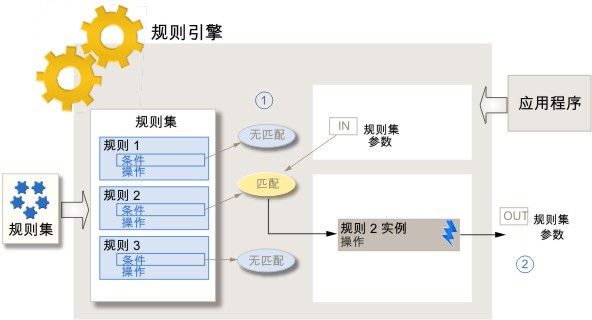 规则引擎
1
应用程序
规则集
IN
规则集
参数
规则 1
条件
操作
无匹配
规则集
规则 2
条件
操作
匹配
规则 2 实例
操作
OUT
规则集
参数
规则 3
条件
操作
无匹配
2